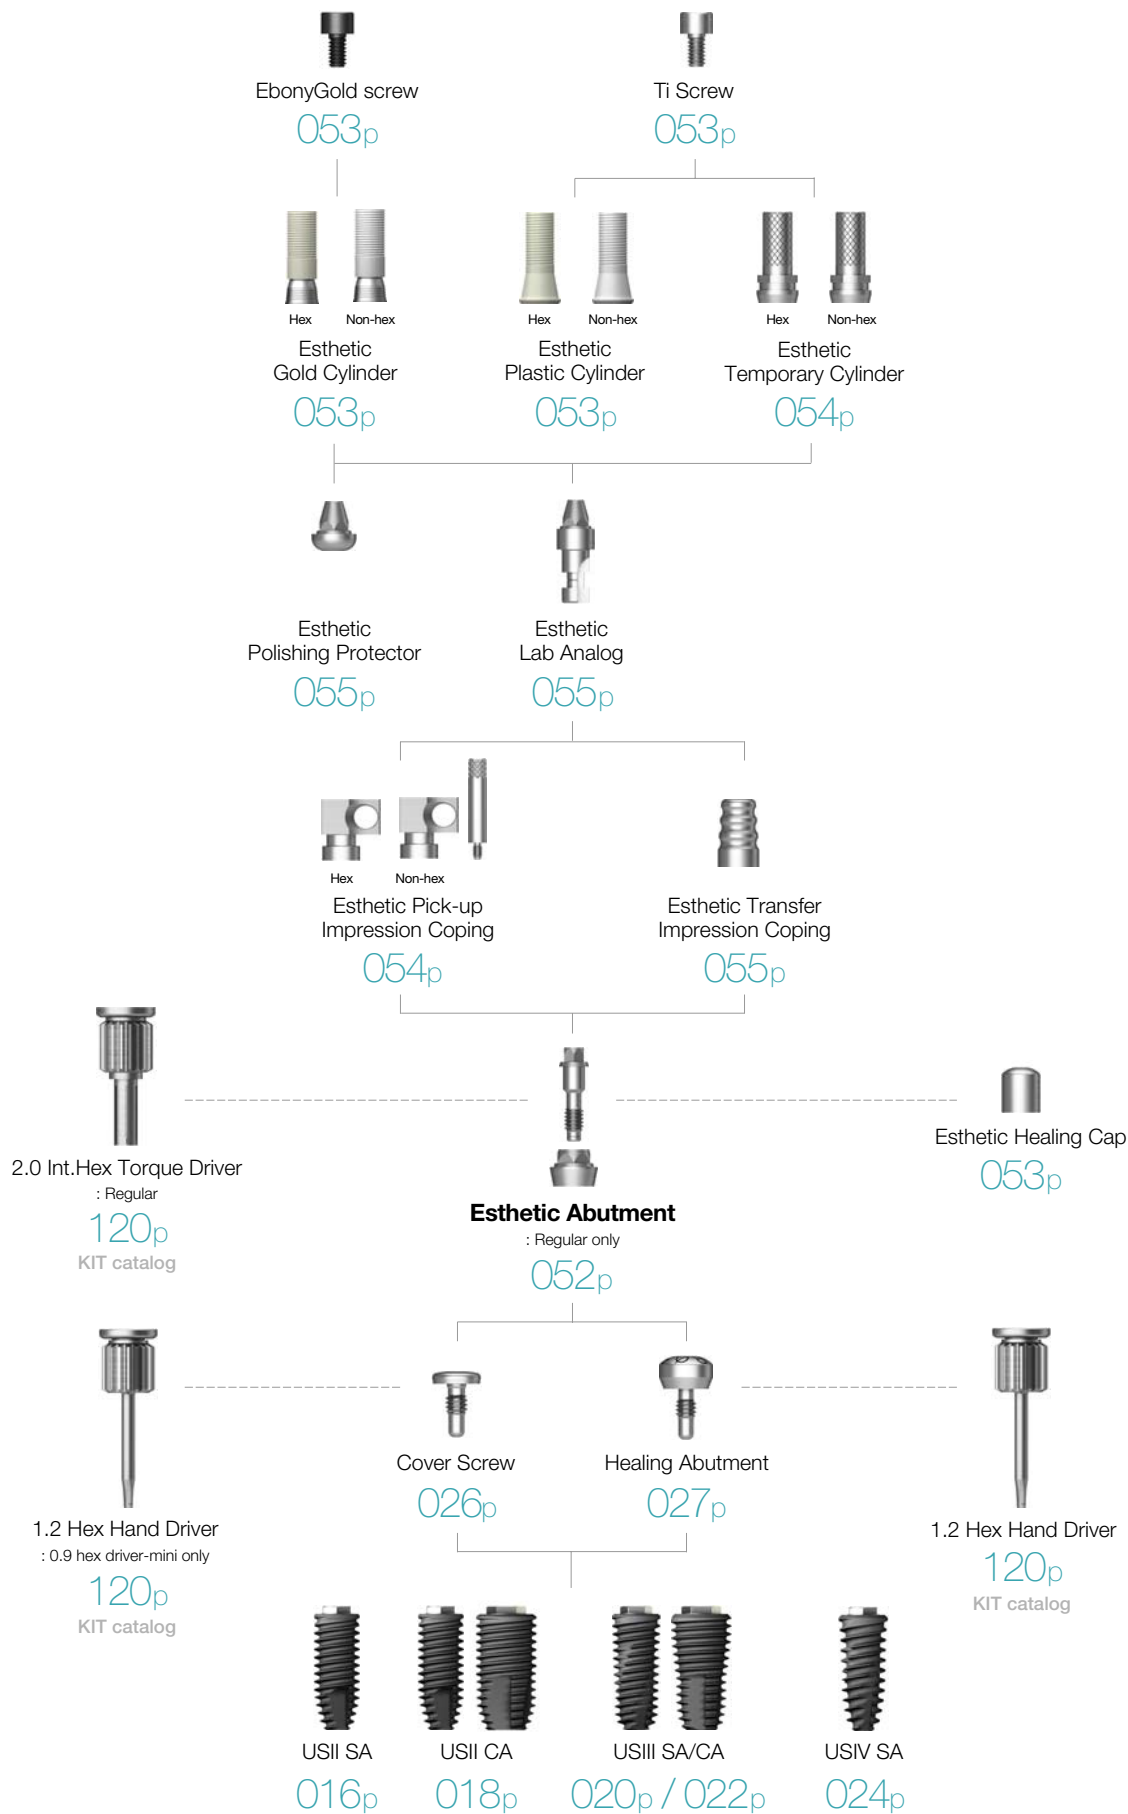 EbonyGold screw
053p
Ti Screw
053p
Hex
Non-hex
Esthetic
Gold Cylinder
053p
Hex
Non-hex
Esthetic
Plastic Cylinder
053p
Hex
Non-hex
Esthetic
Temporary Cylinder
054p
Esthetic
Polishing Protector
055p
Esthetic
Lab Analog
055p
Hex
Non-hex
Esthetic Pick-up
Impression Coping
054p
Esthetic Transfer
Impression Coping
055p
2.0 Int.Hex Torque Driver
: Regular
120p
KIT catalog
Esthetic Abutment
: Regular only
052p
Esthetic Healing Cap
053p
1.2 Hex Hand Driver
: 0.9 hex driver-mini only
120p
KIT catalog
Cover Screw
026p
Healing Abutment
027p
1.2 Hex Hand Driver
120p
KIT catalog
USII SA
016p
USII CA
018p
USIII SA/CA
020p / 022p
USIV SA
024p